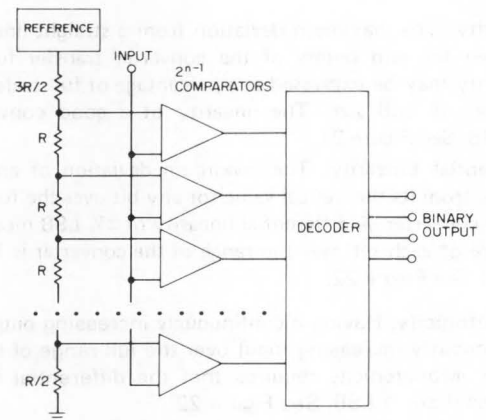 REFERENCE
INPUT
3R/2
2ⁿ⁻¹
COMPARATORS
R
R
DECODER
BINARY
OUTPUT
R/2